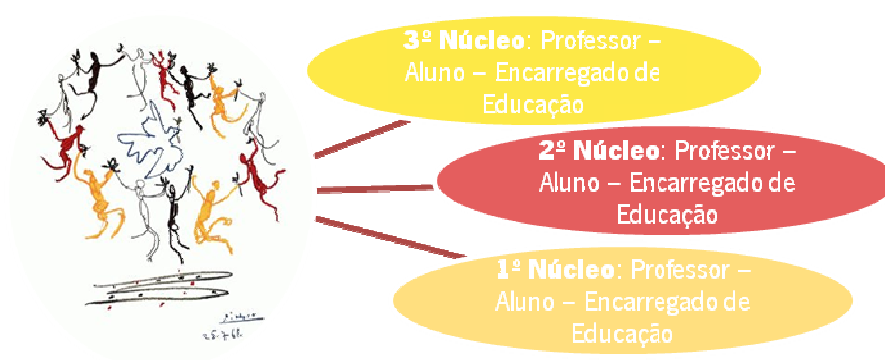 3º Núcleo: Professor –
Aluno – Encarregado de
Educação
2º Núcleo: Professor –
Aluno – Encarregado de
Educação
1º Núcleo: Professor –
Aluno – Encarregado de
Educação
Picasso